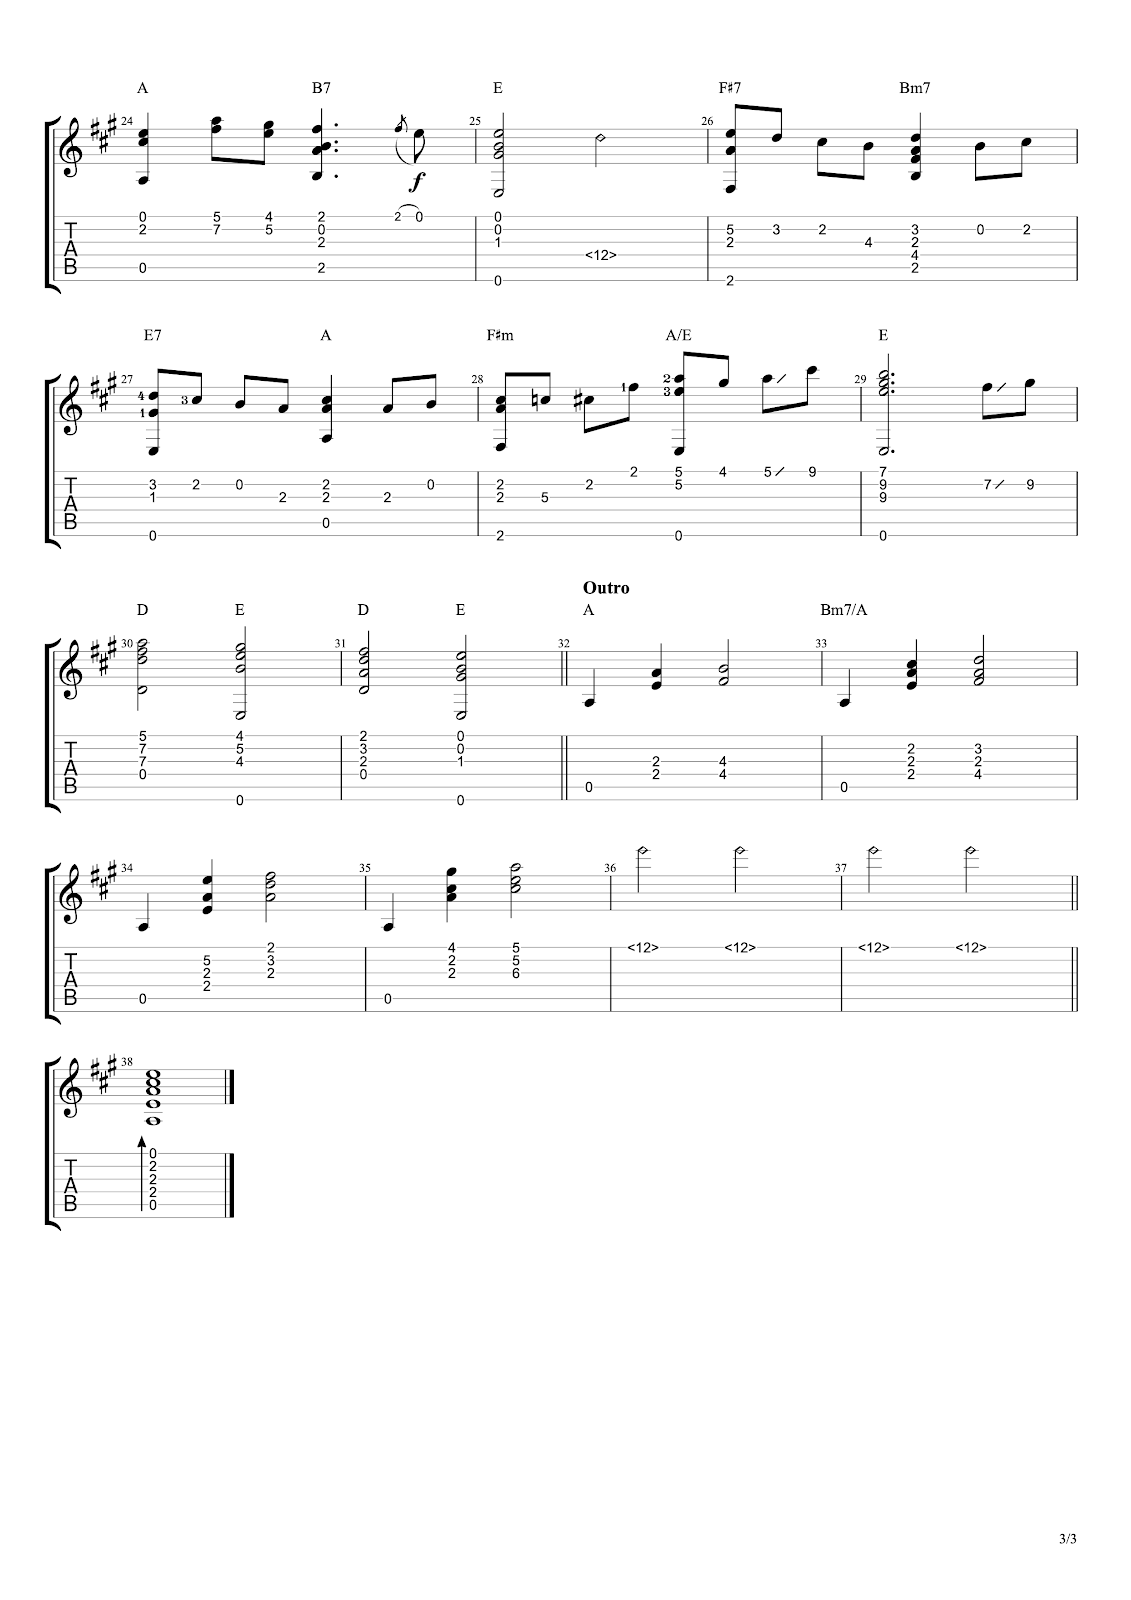 A B7 E F♯7 Bm7
24 25 26
f
0 5 4 2 2 0 0
2 7 5 0 0 5 3 2 3 0 2
T 2 1 2 4 2
A <12> 4
B 0 2 2
0 2
E7 A F♯m A/E E
27 4 3 1 28 1 2 3 29
2 5 4 5 9 7
T 3 2 0 2 0 2 2 5 9 7 9
1 2 2 2 2 5 9
A
B 0
0 2 0 0
Outro
D E D E A Bm7/A
30 31 32 33
5 4 2 0
T 7 5 3 0 2 3
7 4 2 1 2 4 2 2
A 0 0 2 4 2 4
B 0 0
0 0
34 35 36 37
2 4 5 <12> <12> <12> <12>
T 5 3 2 5
2 2 2 6
A 2
B 0 0
38
0
T 2
2
A 2
B 0
3/3